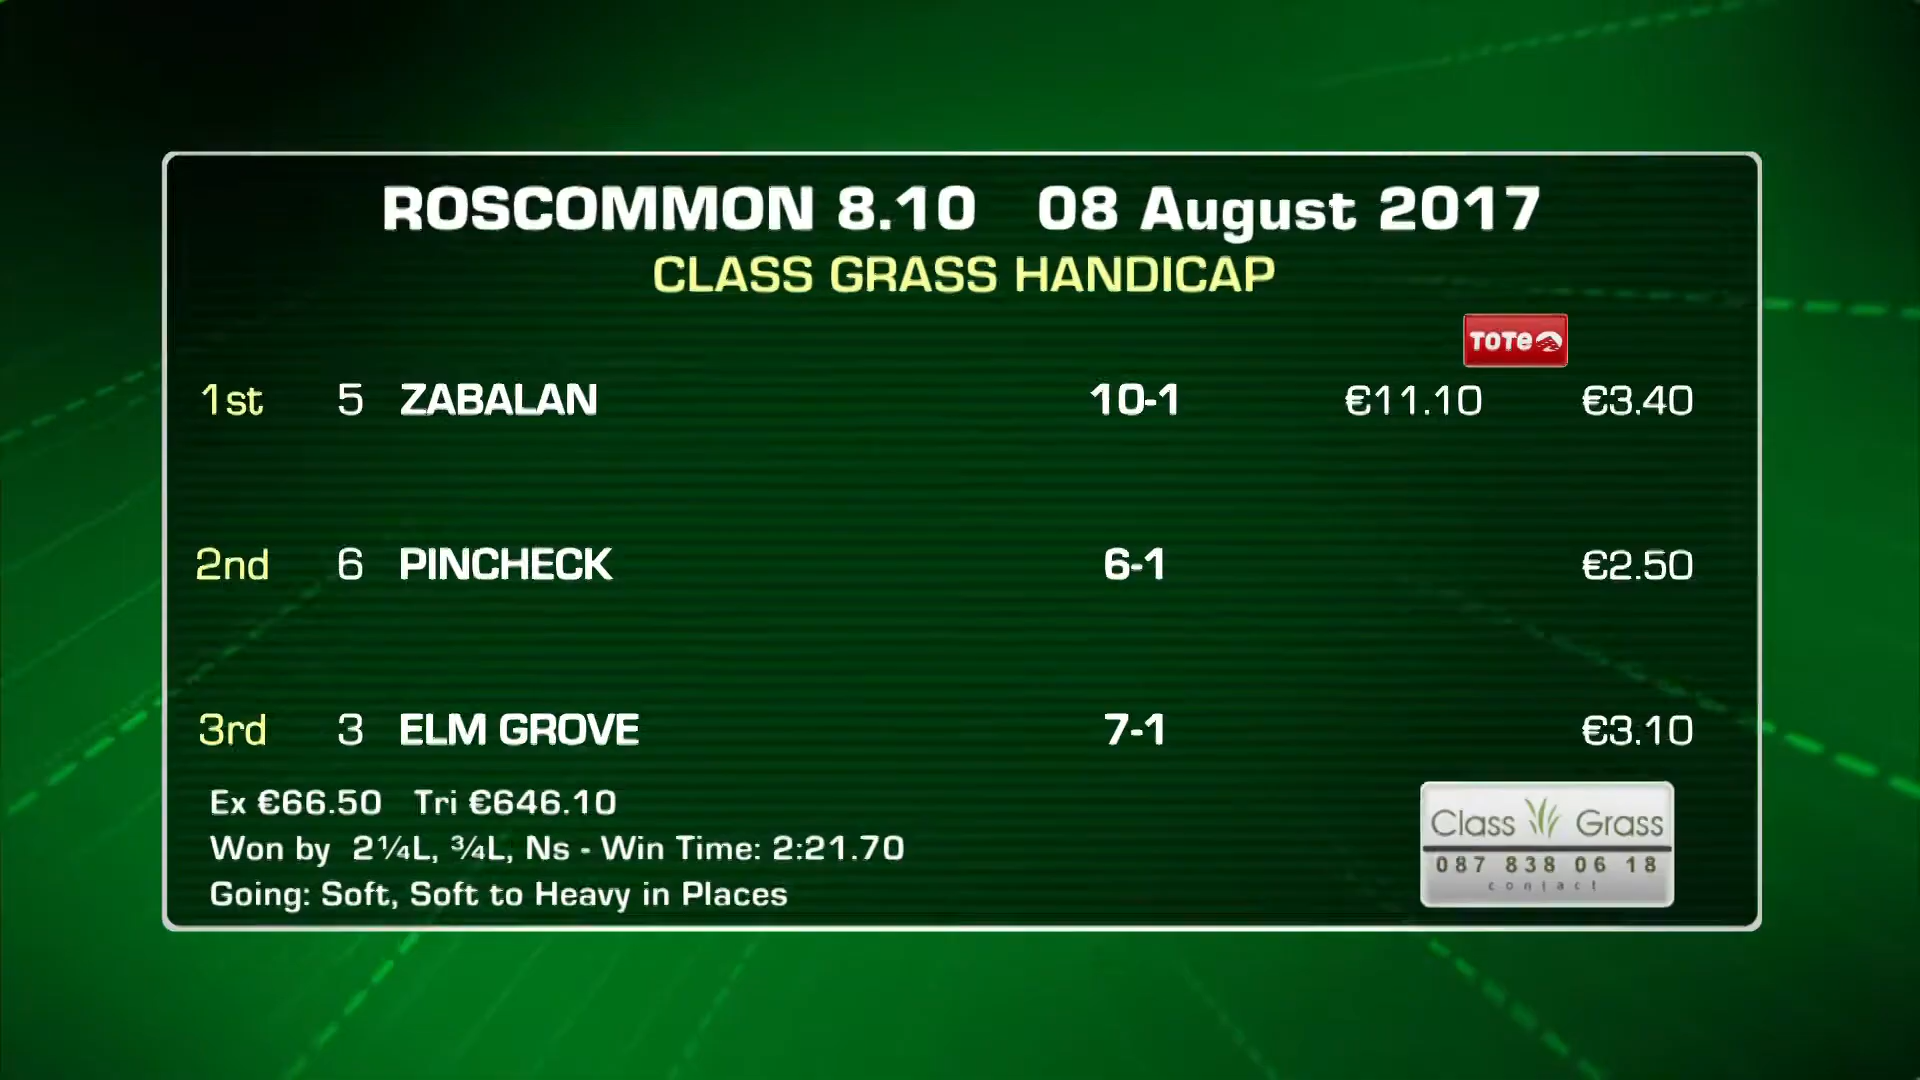 ROSCOMMON 8.10 08 August 2017
CLASS GRASS HANDICAP
TOTE
1st 5 ZABALAN 10-1 €11.10 €3.40
2nd 6 PINCHECK 6-1 €2.50
3rd 3 ELM GROVE 7-1 €3.10
Ex €66.50 Tri €646.10
Won by 2¼L, ¾L, Ns - Win Time: 2:21.70
Going: Soft, Soft to Heavy in Places
Class Grass
087 838 06 18
contact